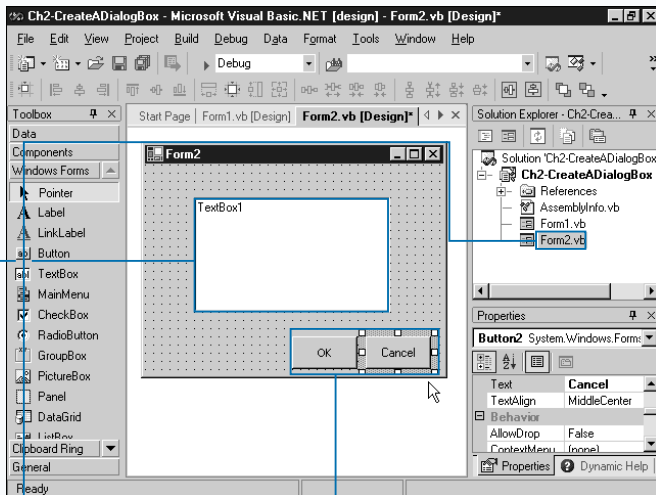 Ch2-CreateADialogBox - Microsoft Visual Basic.NET [design] - Form2.vb [Design]*
File Edit View Project Build Debug Data Format Tools Window Help
Debug
Toolbox
Start Page Form1.vb [Design] Form2.vb [Design]*
Solution Explorer - Ch2-Crea...
Data
Components
Windows Forms
Pointer
Label
LinkLabel
Button
TextBox
MainMenu
CheckBox
RadioButton
GroupBox
PictureBox
Panel
DataGrid
ListBox
Clipboard Ring
General
Form2
TextBox1
OK
Cancel
Solution 'Ch2-CreateADialogBox
Ch2-CreateADialogBox
References
AssemblyInfo.vb
Form1.vb
Form2.vb
Properties
Button2 System.Windows.Forms
Text Cancel
TextAlign MiddleCenter
Behavior
AllowDrop False
ContextMenu (none)
Properties Dynamic Help
Ready